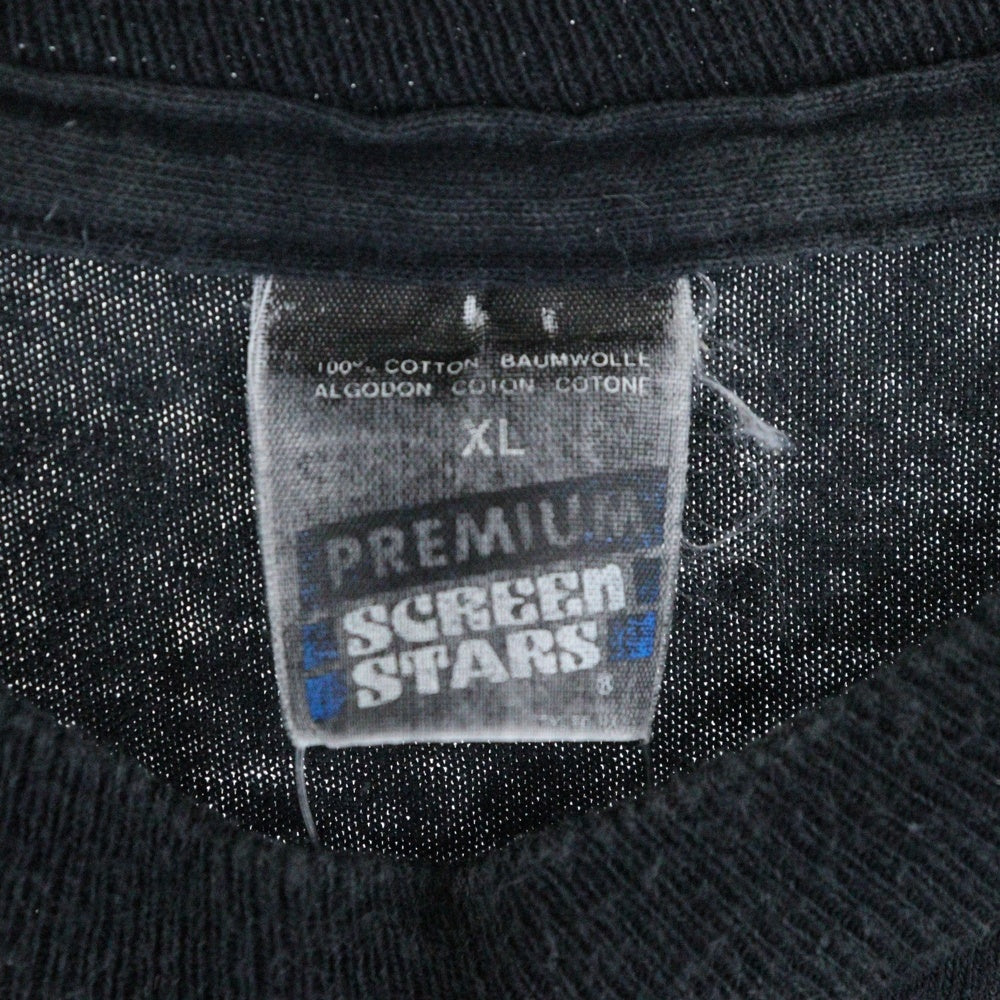 100% COTTON BAUMWOLLE
ALGODON COTON COTONE
XL
PREMIUM
SCREEN
STARS
®